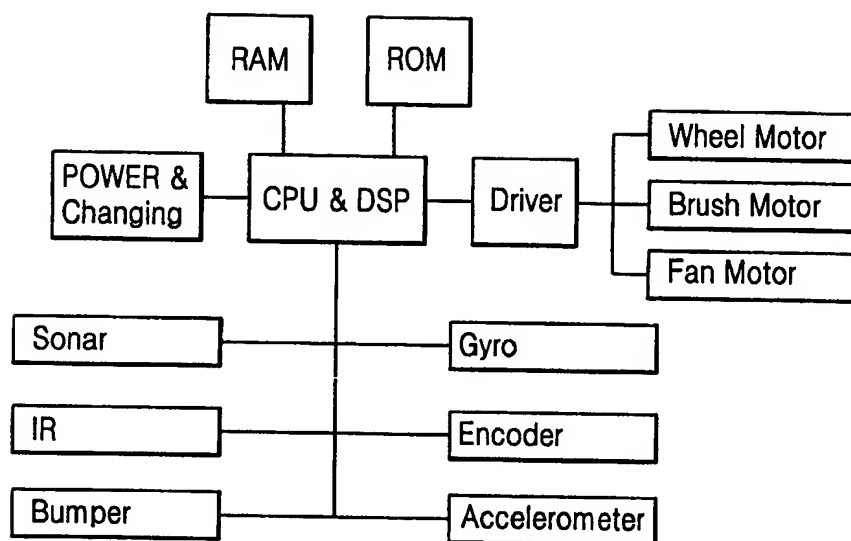 RAM
ROM
POWER &
Changing
CPU & DSP
Driver
Wheel Motor
Brush Motor
Fan Motor
Sonar
Gyro
IR
Encoder
Bumper
Accelerometer